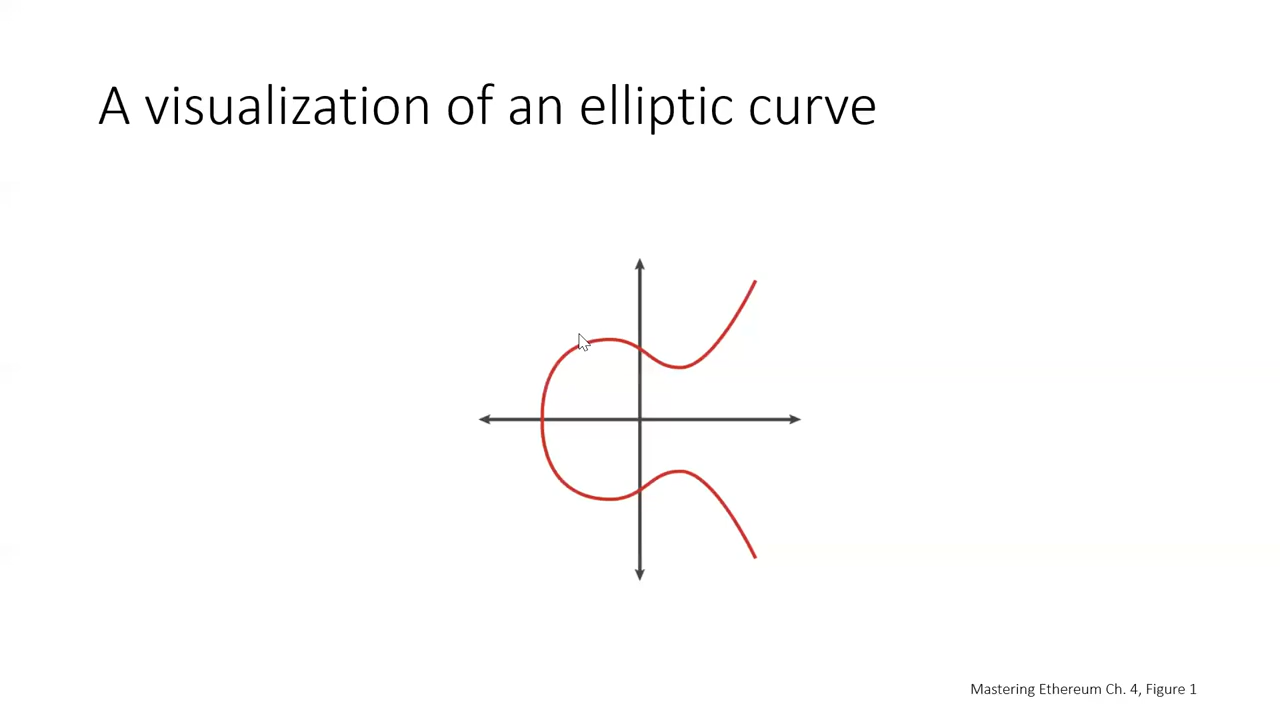 A visualization of an elliptic curve
Mastering Ethereum Ch. 4, Figure 1